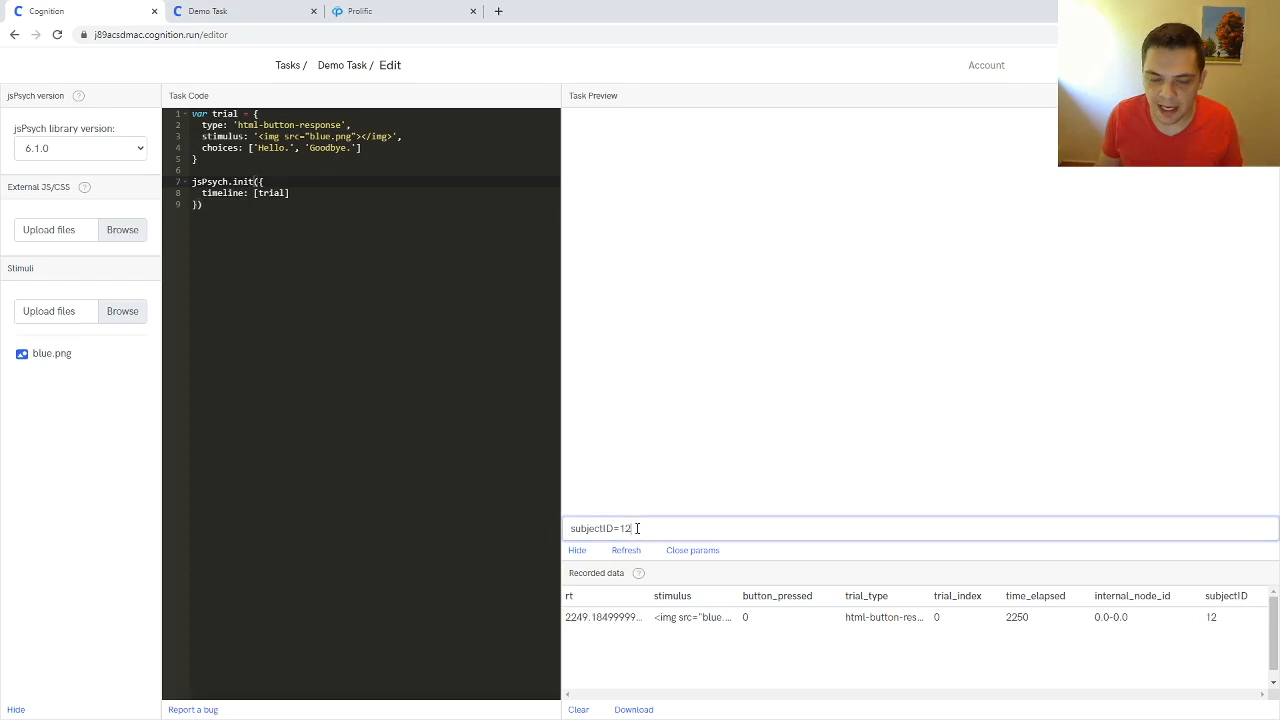 Cognition
Demo Task
Prolific
j89acsdmac.cognition.run/editor
Tasks / Demo Task / Edit
Account
jsPsych version
Task Code
Task Preview
jsPsych library version:
6.1.0
External JS/CSS
Upload files Browse
Stimuli
Upload files Browse
blue.png
1 var trial = {
2 type: 'html-button-response',
3 stimulus: '<img src="blue.png"></img>',
4 choices: ['Hello.', 'Goodbye.']
5 }
6
7 jsPsych.init({
8 timeline: [trial]
9 })
subjectID=12
Hide Refresh Close params
Recorded data
rt stimulus button_pressed trial_type trial_index time_elapsed internal_node_id subjectID
2249.18499999... <img src="blue.... 0 html-button-res... 0 2250 0.0-0.0 12
Hide
Report a bug
Clear Download